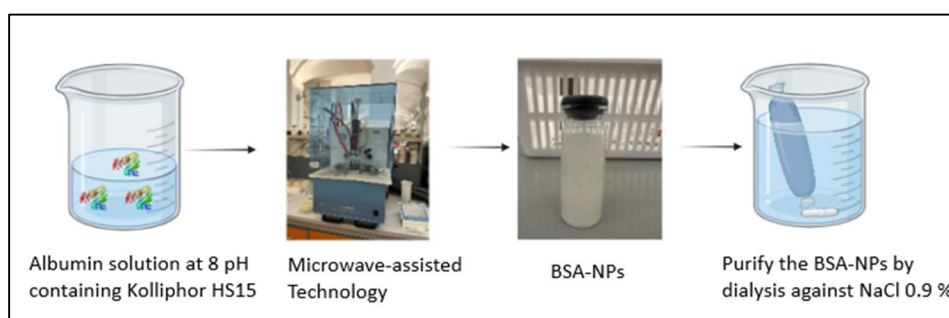 Albumin solution at 8 pH
containing Kolliphor HS15
Microwave-assisted
Technology
BSA-NPs
Purify the BSA-NPs by
dialysis against NaCl 0.9 %